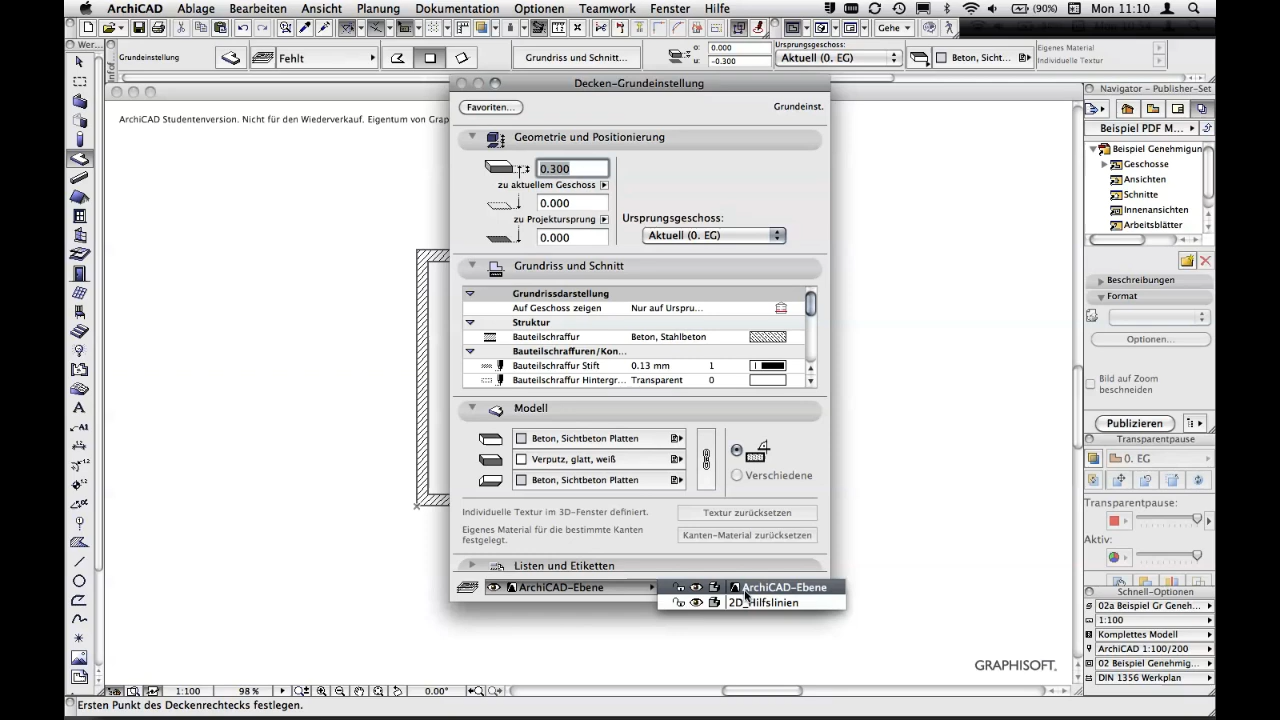 ArchiCAD Ablage Bearbeiten Ansicht Planung Dokumentation Optionen Teamwork Fenster Hilfe (90%) Mon 11:10
Gehe
Wer...
Grundeinstellung
Fehlt
Grundriss und Schnitt...
o: 0.000
u: -0.300
Ursprungsgeschoss:
Aktuell (0. EG)
Beton, Sicht...
Eigenes Material
Individuelle Textur
Decken-Grundeinstellung
Favoriten...
Grundeinst.
ArchiCAD Studentenversion. Nicht für den Wiederverkauf. Eigentum von Grap
Geometrie und Positionierung
0.300
zu aktuellem Geschoss
0.000
zu Projektursprung
0.000
Ursprungsgeschoss:
Aktuell (0. EG)
Grundriss und Schnitt
Grundrissdarstellung
Auf Geschoss zeigen Nur auf Urspru...
Struktur
Bauteilschraffur Beton, Stahlbeton
Bauteilschraffuren/Kon...
Bauteilschraffur Stift 0.13 mm 1
Bauteilschraffur Hintergr... Transparent 0
Modell
Beton, Sichtbeton Platten
Verputz, glatt, weiß
Beton, Sichtbeton Platten
Verschiedene
Individuelle Textur im 3D-Fenster definiert.
Textur zurücksetzen
Eigenes Material für die bestimmte Kanten
festgelegt.
Kanten-Material zurücksetzen
Listen und Etiketten
ArchiCAD-Ebene
ArchiCAD-Ebene
2D_Hilfslinien
Navigator - Publisher-Set
Beispiel PDF M...
Beispiel Genehmigun
Geschosse
Ansichten
Schnitte
Innenansichten
Arbeitsblätter
Beschreibungen
Format
Optionen...
Bild auf Zoom
beschneiden
Publizieren
Transparentpause
0. EG
Transparentpause:
Aktiv:
Schnell-Optionen
02a Beispiel Gr Geneh...
1:100
Komplettes Modell
ArchiCAD 1:100/200
02 Beispiel Genehmig...
DIN 1356 Werkplan
GRAPHISOFT.
1:100 98 % 0.00°
Ersten Punkt des Deckenrechtecks festlegen.